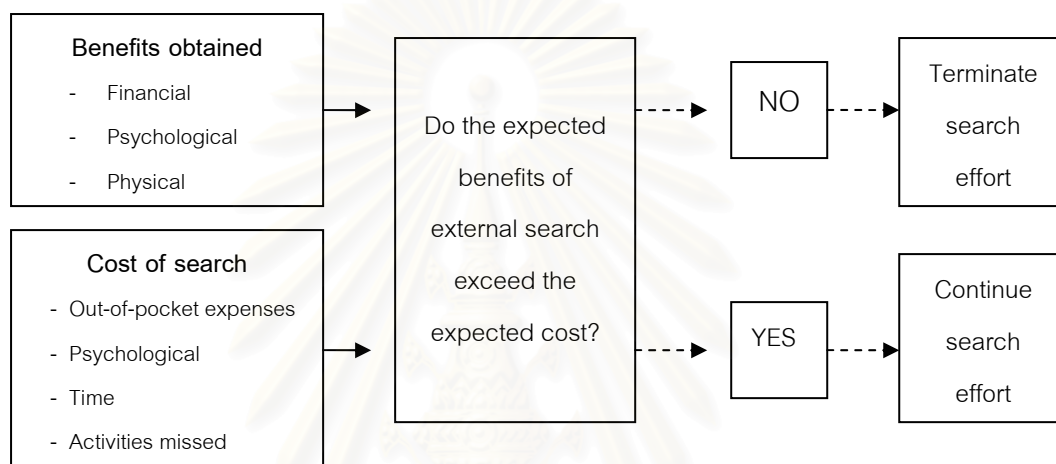 Benefits obtained
- Financial
- Psychological
- Physical
Cost of search
- Out-of-pocket expenses
- Psychological
- Time
- Activities missed
Do the expected
benefits of
external search
exceed the
expected cost?
NO
Terminate
search
effort
YES
Continue
search
effort